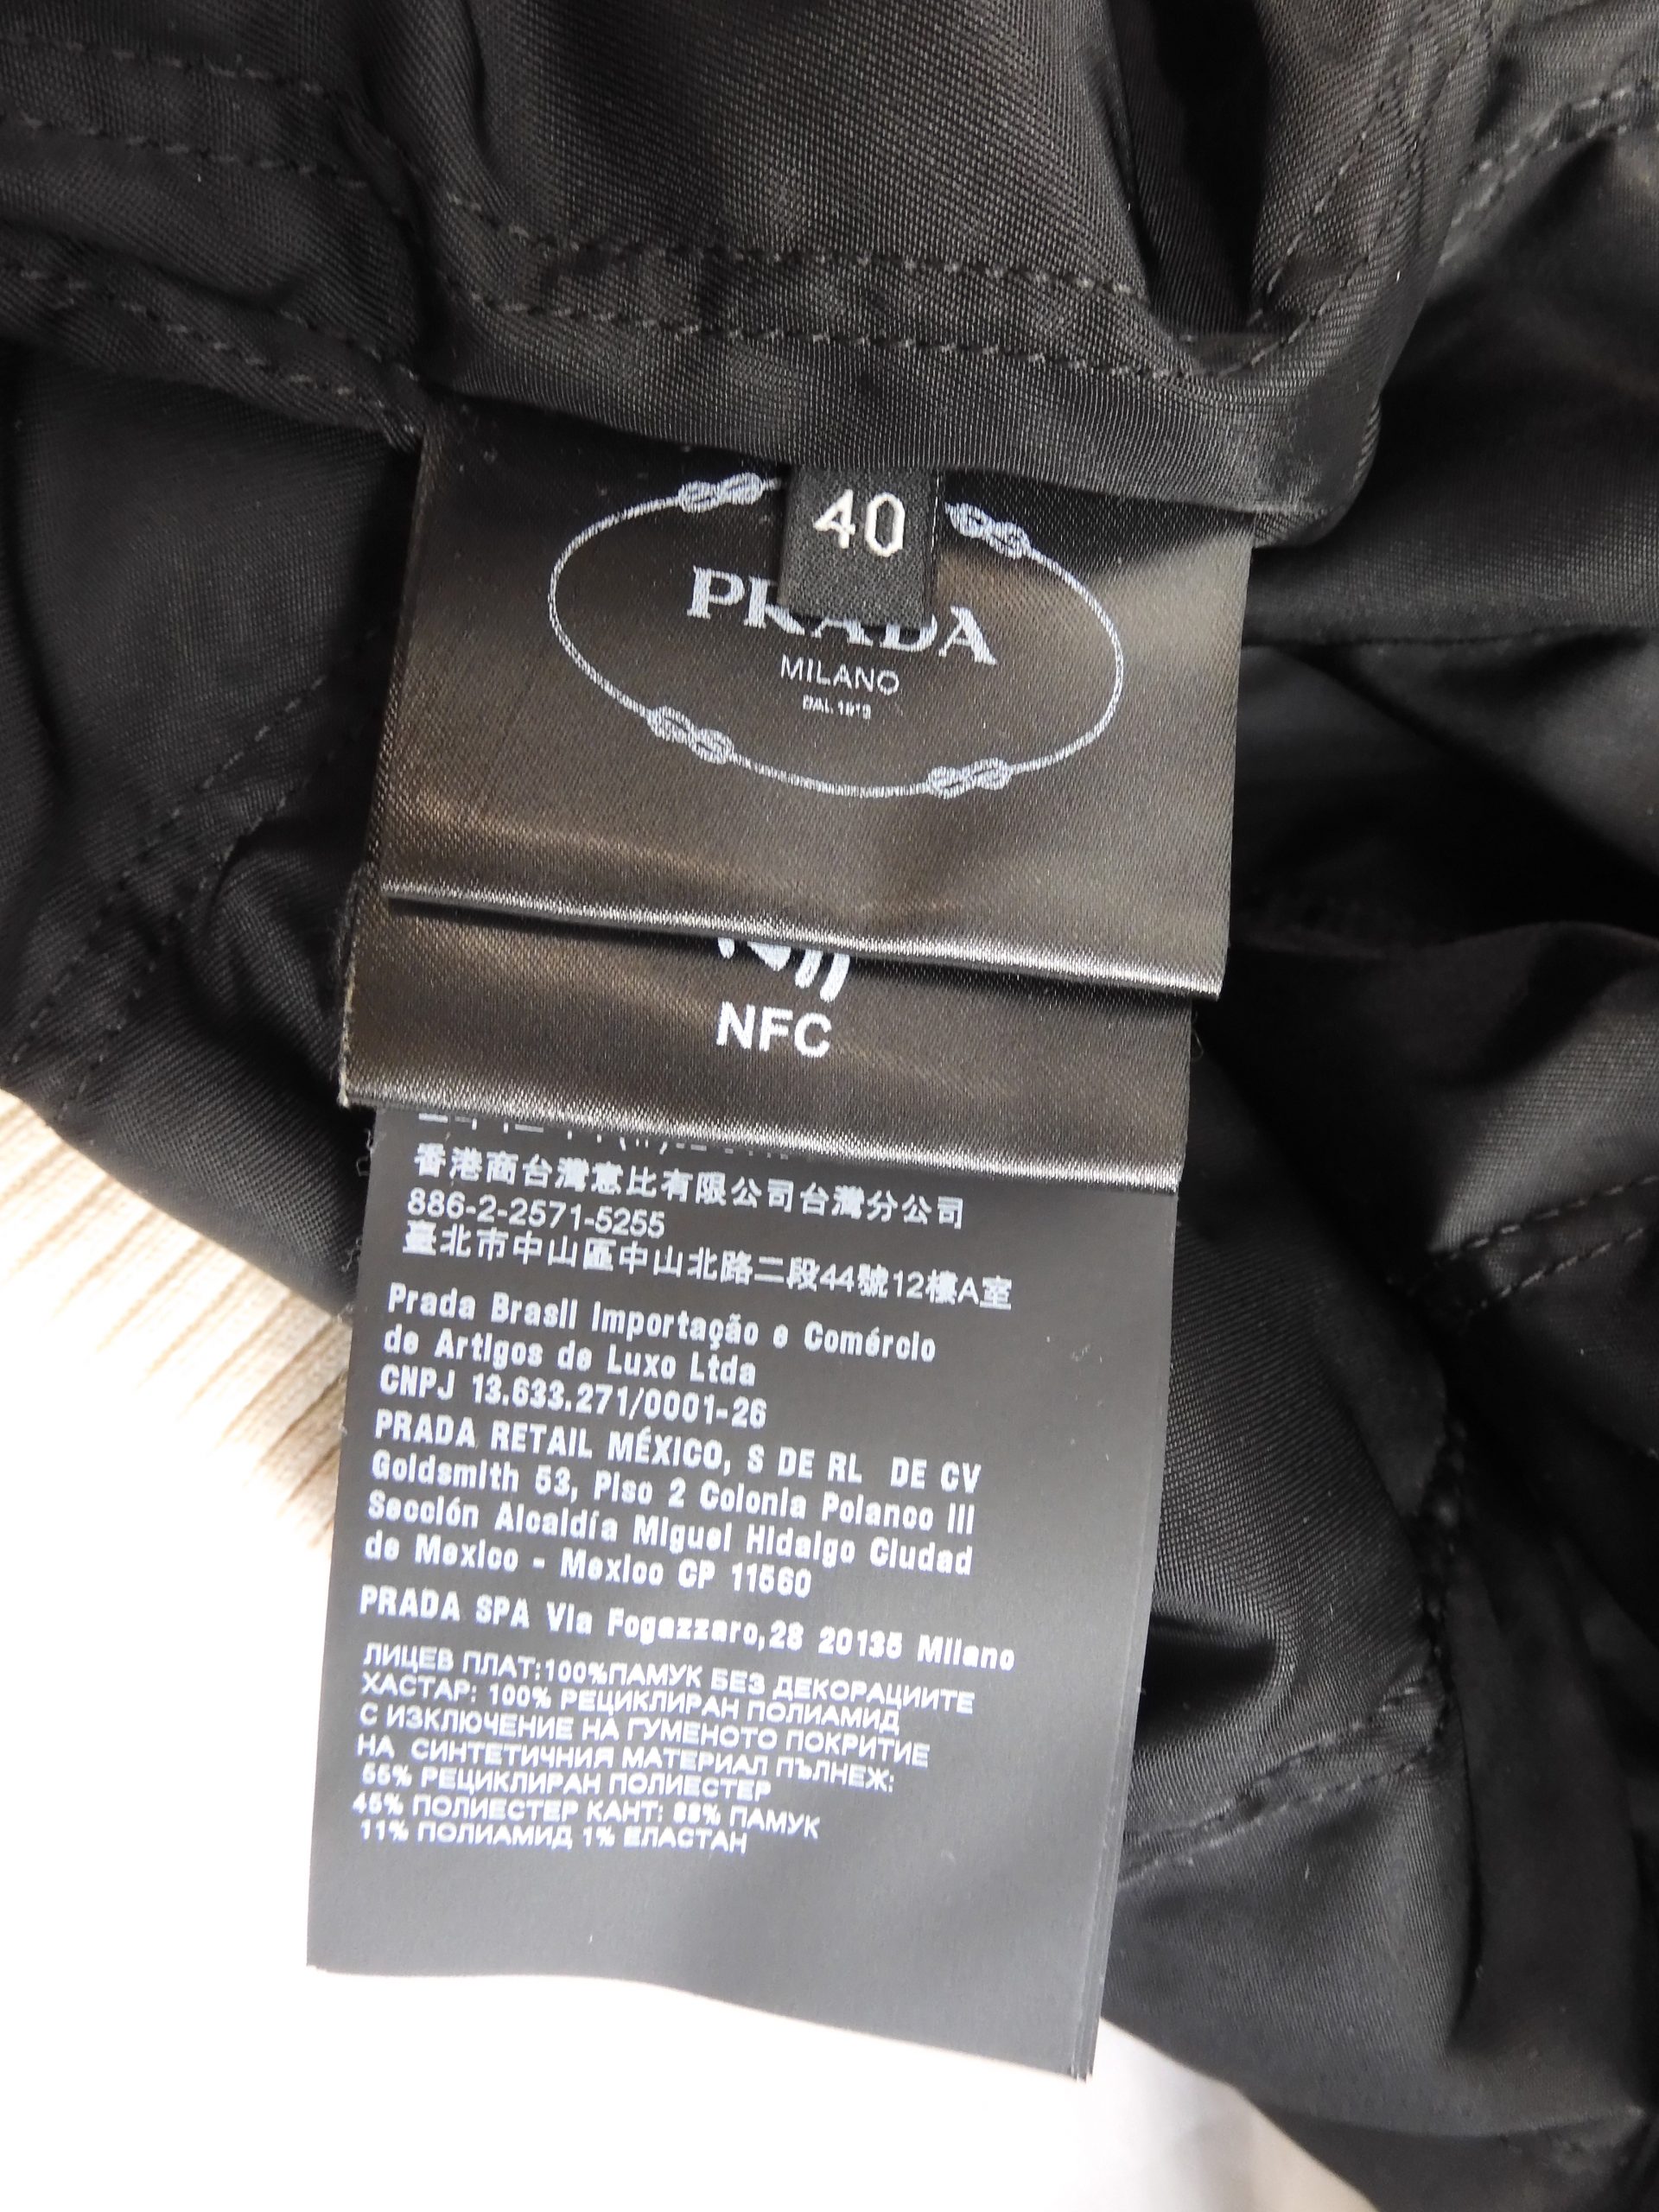 40
PRADA
MILANO
DAL 1913
NFC
香港商台灣意比有限公司台灣分公司
886-2-2571-5255
臺北市中山區中山北路二段44號12樓A室
Prada Brasil Importação e Comércio
de Artigos de Luxo Ltda
CNPJ 13.633.271/0001-26
PRADA RETAIL MÉXICO, S DE RL DE CV
Goldsmith 53, Piso 2 Colonia Polanco III
Sección Alcaldía Miguel Hidalgo Ciudad
de Mexico - Mexico CP 11560
PRADA SPA Via Fogazzaro,28 20135 Milano
ЛИЦЕВ ПЛАТ:100%ПАМУК БЕЗ ДЕКОРАЦИИТЕ
ХАСТАР: 100% РЕЦИКЛИРАН ПОЛИАМИД
С ИЗКЛЮЧЕНИЕ НА ГУМЕНОТО ПОКРИТИЕ
НА СИНТЕТИЧНИЯ МАТЕРИАЛ ПЪЛНЕЖ:
55% РЕЦИКЛИРАН ПОЛИЕСТЕР
45% ПОЛИЕСТЕР КАНТ: 88% ПАМУК
11% ПОЛИАМИД 1% ЕЛАСТАН